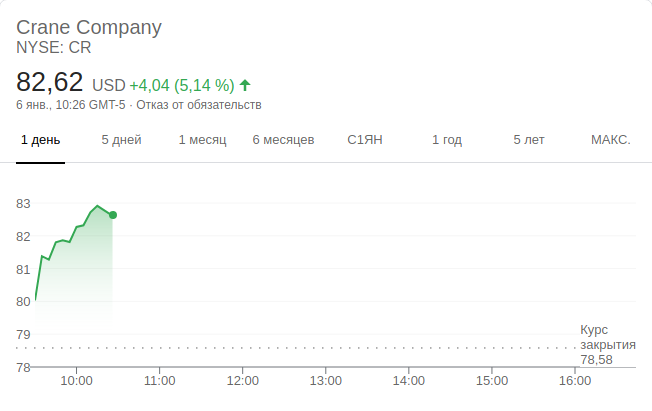 Crane Company
NYSE: CR
82,62 USD +4,04 (5,14 %)
6 янв., 10:26 GMT-5 · Отказ от обязательств
1 день 5 дней 1 месяц 6 месяцев С1ЯН 1 год 5 лет МАКС.
83
82
81
80
79
78
Курс
закрытия
78,58
10:00 11:00 12:00 13:00 14:00 15:00 16:00